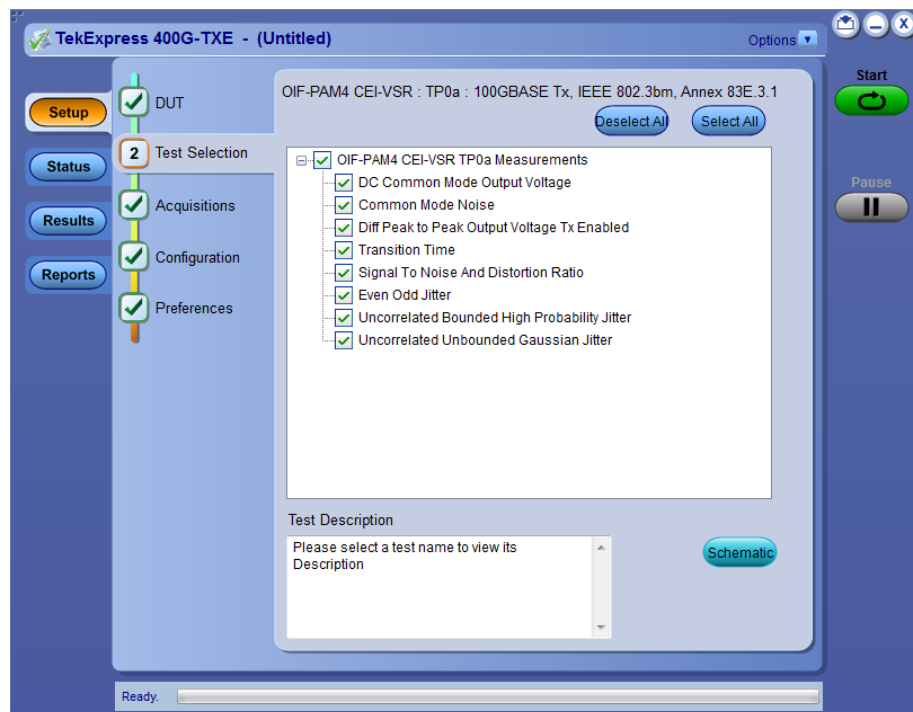 TekExpress 400G-TXE - (Untitled)
Options
X
Start
Pause
Setup
Status
Results
Reports
DUT
2 Test Selection
Acquisitions
Configuration
Preferences
OIF-PAM4 CEI-VSR : TP0a : 100GBASE Tx, IEEE 802.3bm, Annex 83E.3.1
Deselect All
Select All
OIF-PAM4 CEI-VSR TP0a Measurements
DC Common Mode Output Voltage
Common Mode Noise
Diff Peak to Peak Output Voltage Tx Enabled
Transition Time
Signal To Noise And Distortion Ratio
Even Odd Jitter
Uncorrelated Bounded High Probability Jitter
Uncorrelated Unbounded Gaussian Jitter
Test Description
Please select a test name to view its
Description
Schematic
Ready.